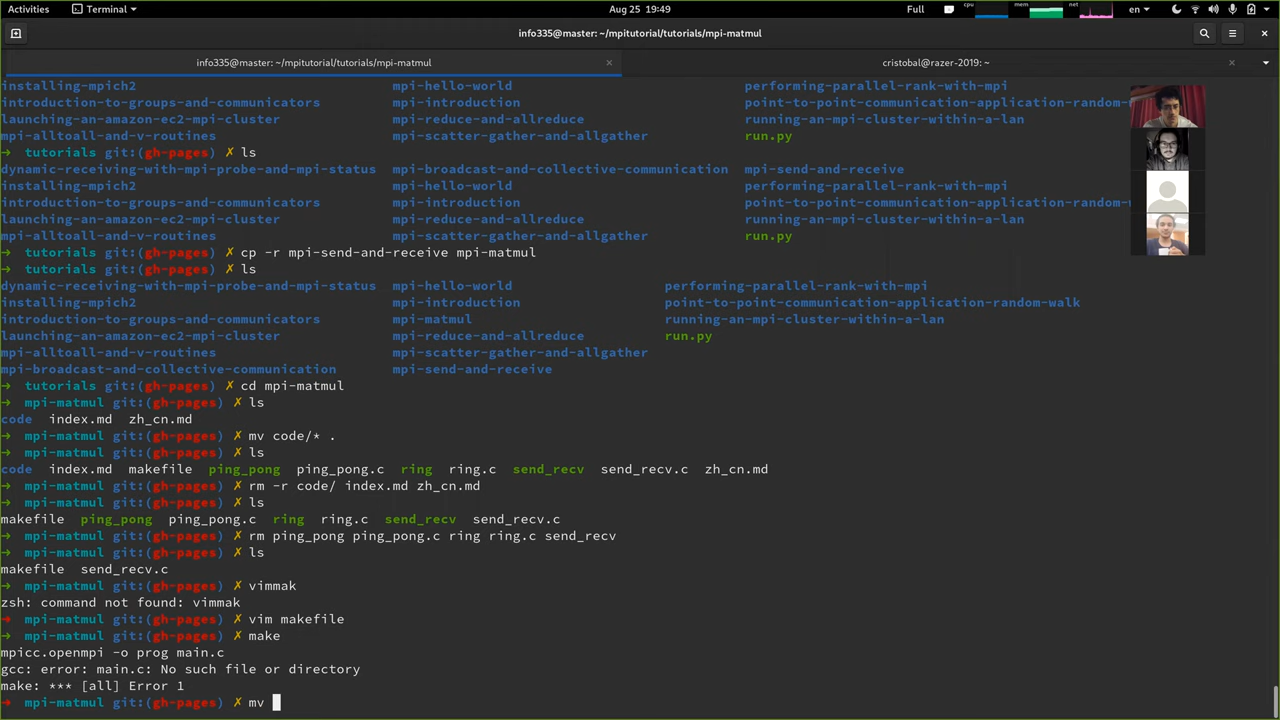 Activities Terminal Aug 25 19:49 Full cpu mem net en
info335@master: ~/mpitutorial/tutorials/mpi-matmul
info335@master: ~/mpitutorial/tutorials/mpi-matmul × cristobal@razer-2019: ~ ×
installing-mpich2 mpi-hello-world performing-parallel-rank-with-mpi
introduction-to-groups-and-communicators mpi-introduction point-to-point-communication-application-random-
launching-an-amazon-ec2-mpi-cluster mpi-reduce-and-allreduce running-an-mpi-cluster-within-a-lan
mpi-alltoall-and-v-routines mpi-scatter-gather-and-allgather run.py
→ tutorials git:(gh-pages) ✗ ls
dynamic-receiving-with-mpi-probe-and-mpi-status mpi-broadcast-and-collective-communication mpi-send-and-receive
installing-mpich2 mpi-hello-world performing-parallel-rank-with-mpi
introduction-to-groups-and-communicators mpi-introduction point-to-point-communication-application-random-
launching-an-amazon-ec2-mpi-cluster mpi-reduce-and-allreduce running-an-mpi-cluster-within-a-lan
mpi-alltoall-and-v-routines mpi-scatter-gather-and-allgather run.py
→ tutorials git:(gh-pages) ✗ cp -r mpi-send-and-receive mpi-matmul
→ tutorials git:(gh-pages) ✗ ls
dynamic-receiving-with-mpi-probe-and-mpi-status mpi-hello-world performing-parallel-rank-with-mpi
installing-mpich2 mpi-introduction point-to-point-communication-application-random-walk
introduction-to-groups-and-communicators mpi-matmul running-an-mpi-cluster-within-a-lan
launching-an-amazon-ec2-mpi-cluster mpi-reduce-and-allreduce run.py
mpi-alltoall-and-v-routines mpi-scatter-gather-and-allgather
mpi-broadcast-and-collective-communication mpi-send-and-receive
→ tutorials git:(gh-pages) ✗ cd mpi-matmul
→ mpi-matmul git:(gh-pages) ✗ ls
code index.md zh_cn.md
→ mpi-matmul git:(gh-pages) ✗ mv code/* .
→ mpi-matmul git:(gh-pages) ✗ ls
code index.md makefile ping_pong ping_pong.c ring ring.c send_recv send_recv.c zh_cn.md
→ mpi-matmul git:(gh-pages) ✗ rm -r code/ index.md zh_cn.md
→ mpi-matmul git:(gh-pages) ✗ ls
makefile ping_pong ping_pong.c ring ring.c send_recv send_recv.c
→ mpi-matmul git:(gh-pages) ✗ rm ping_pong ping_pong.c ring ring.c send_recv
→ mpi-matmul git:(gh-pages) ✗ ls
makefile send_recv.c
→ mpi-matmul git:(gh-pages) ✗ vimmak
zsh: command not found: vimmak
→ mpi-matmul git:(gh-pages) ✗ vim makefile
→ mpi-matmul git:(gh-pages) ✗ make
mpicc.openmpi -o prog main.c
gcc: error: main.c: No such file or directory
make: *** [all] Error 1
→ mpi-matmul git:(gh-pages) ✗ mv